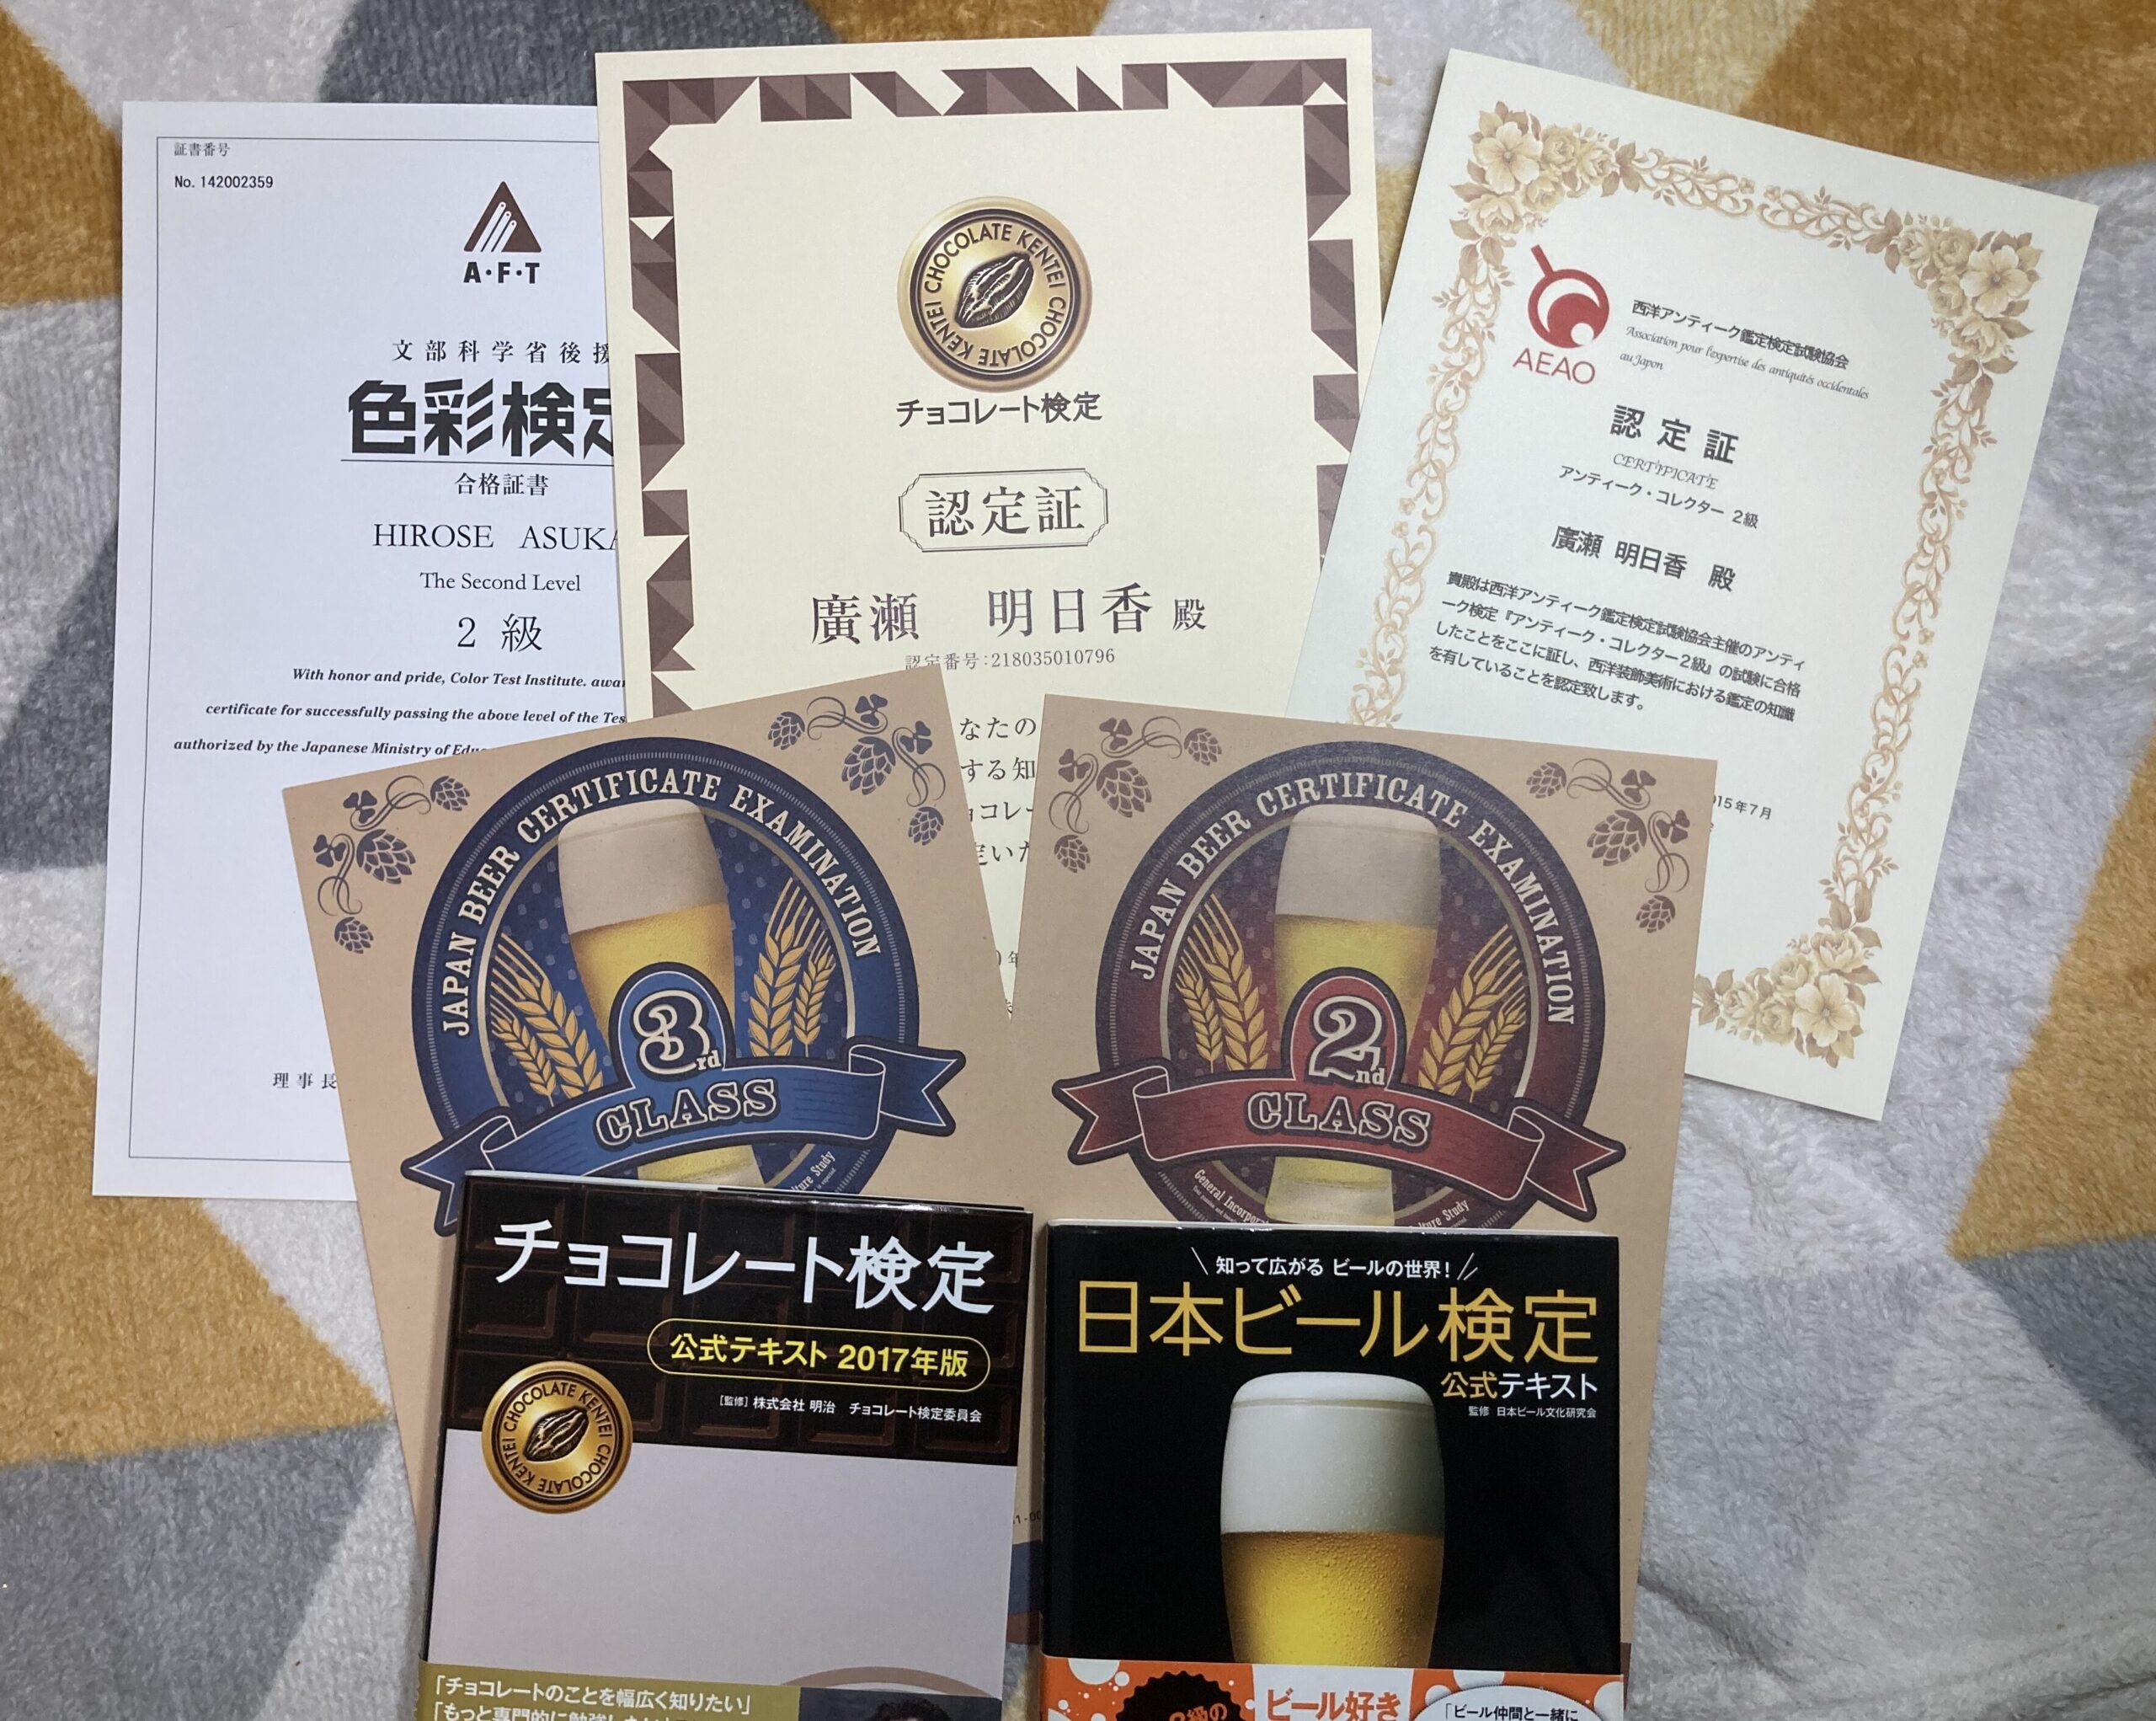 証書番号
No. 142002359
A・F・T
文部科学省後援
色彩検定
合格証書
HIROSE ASUKA
The Second Level
2 級
With honor and pride, Color Test Institute.
certificate for successfully passing the above level of the
authorized by the Japanese Ministry of
理事長
CHOCOLATE KENTEI CHOCOLATE KENTEI
チョコレート検定
認定証
廣瀬 明日香 殿
認定番号:218035010796
なたの
する知
コレー
定いた
年
AEAO
西洋アンティーク鑑定検定試験協会
Association pour l'expertise des antiquités occidentales
au Japon
認定証
CERTIFICATE
アンティーク・コレクター 2級
廣瀬 明日香 殿
貴殿は西洋アンティーク鑑定検定試験協会主催のアンティ
ーク検定『アンティーク・コレクター2級』の試験に合格
したことをここに証し、西洋装飾美術における鑑定の知識
を有していることを認定致します。
15年7月
JAPAN BEER CERTIFICATE EXAMINATION
3rd
CLASS
Study
JAPAN BEER CERTIFICATE EXAMINATION
2nd
CLASS
General
Study
チョコレート検定
公式テキスト 2017年版
[監修] 株式会社 明治 チョコレート検定委員会
CHOCOLATE KENTEI CHOCOLATE KENTEI
「チョコレートのことを幅広く知りたい」
「もっと専門的に勉強したい」
知って広がる ビールの世界!
日本ビール検定
公式テキスト
監修 日本ビール文化研究会
級の
ビール好き
「ビール仲間と一緒に